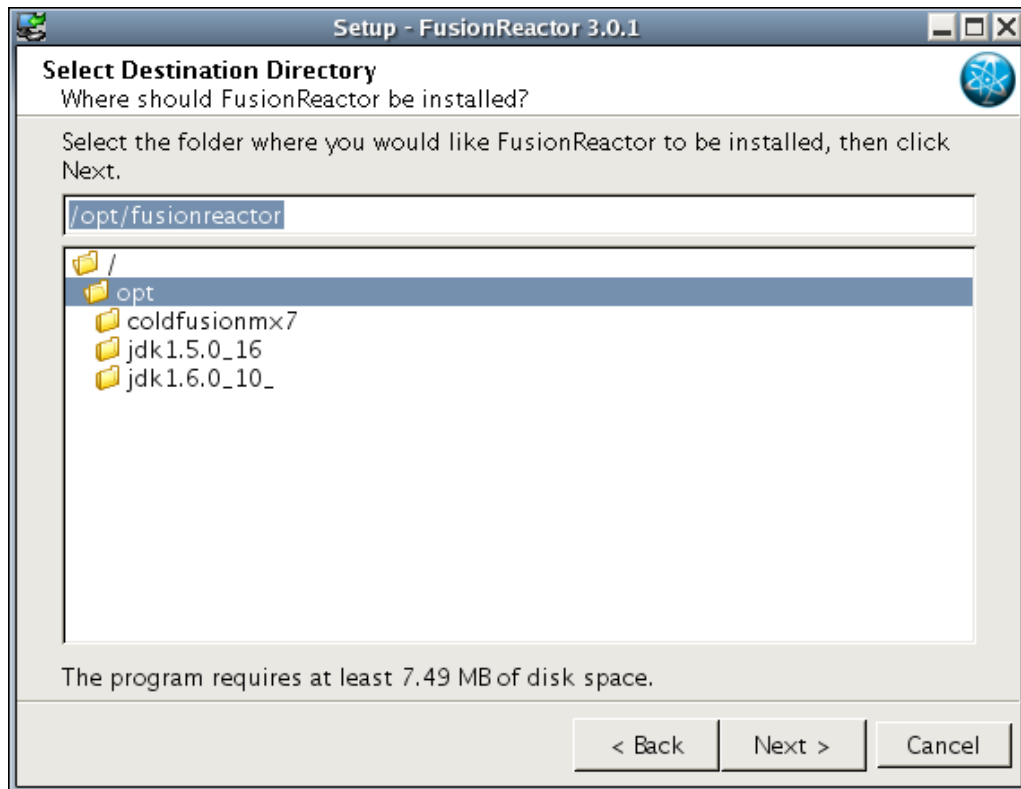 Setup - FusionReactor 3.0.1
Select Destination Directory
Where should FusionReactor be installed?
Select the folder where you would like FusionReactor to be installed, then click
Next.
/opt/fusionreactor
/
opt
coldfusionmx7
jdk1.5.0_16
jdk1.6.0_10_
The program requires at least 7.49 MB of disk space.
< Back Next > Cancel